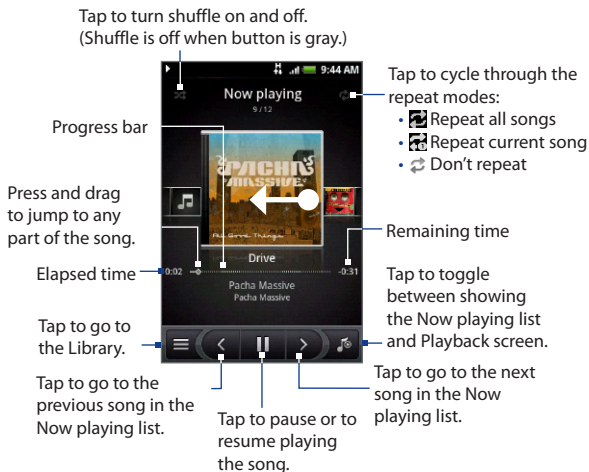 Tap to turn shuffle on and off.
(Shuffle is off when button is gray.)
H
9:44 AM
Now playing
9 / 12
Tap to cycle through the
repeat modes:
• Repeat all songs
• Repeat current song
• Don't repeat
Progress bar
PACHA
MASSIVE
All Good Things
Press and drag
to jump to any
part of the song.
Drive
Remaining time
Elapsed time
0:02
-0:31
Pacha Massive
Pacha Massive
Tap to toggle
between showing
the Now playing list
and Playback screen.
Tap to go to
the Library.
Tap to go to the
previous song in the
Now playing list.
Tap to pause or to
resume playing
the song.
Tap to go to the next
song in the Now
playing list.